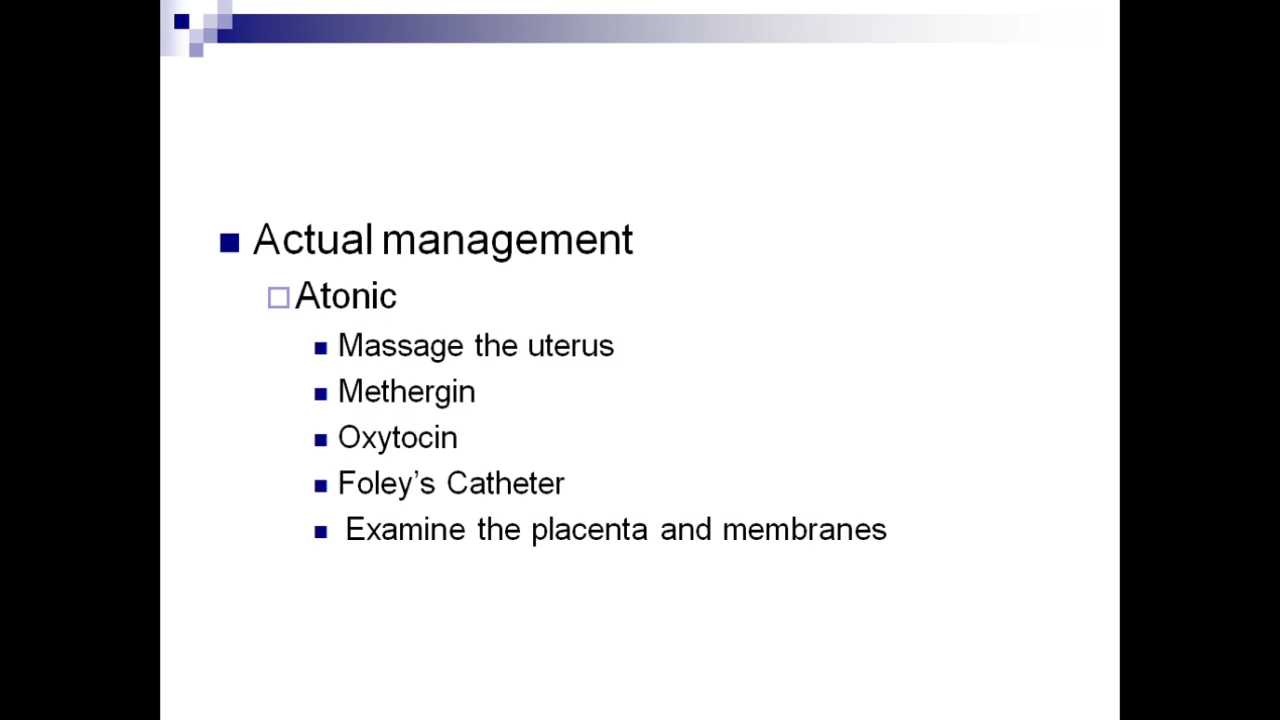 Actual management
Atonic
Massage the uterus
Methergin
Oxytocin
Foley’s Catheter
Examine the placenta and membranes